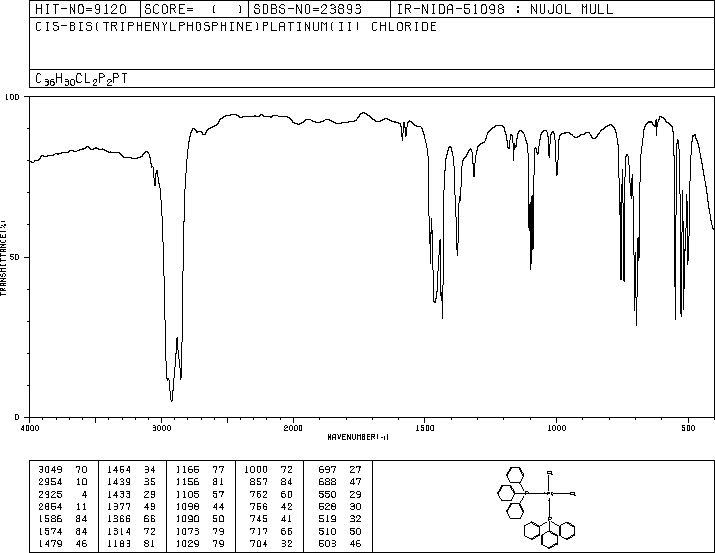 HIT-NO=9120 SCORE= ( ) SDBS-NO=23893 IR-NIDA-51098 : NUJOL MULL
CIS-BIS(TRIPHENYLPHOSPHINE)PLATINUM(II) CHLORIDE
C36H30CL2P2PT
100
50
0
TRANSMITTANCE(%)
4000 3000 2000 1500 1000 500
WAVENUMBER(-1)
3049 70 1464 34 1166 77 1000 72 697 27
2954 10 1439 35 1156 81 857 84 688 47
2925 4 1433 29 1105 57 762 60 550 29
2854 11 1377 49 1098 44 756 42 528 30
1586 84 1366 66 1090 50 745 41 519 32
1574 84 1314 72 1073 79 717 66 510 50
1479 46 1183 81 1029 79 704 32 503 46